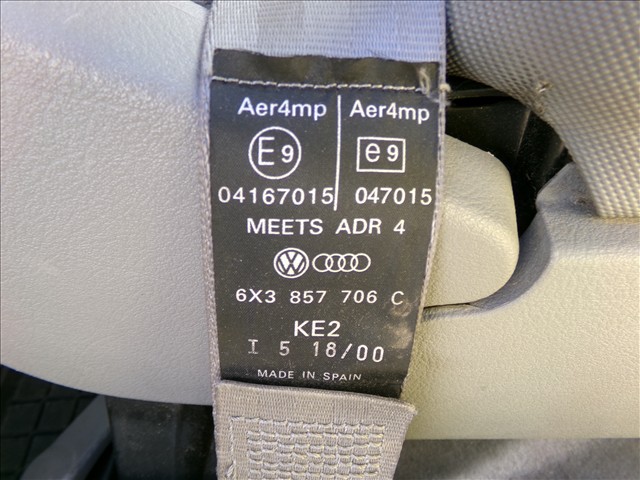 Aer4mp Aer4mp
E9 e9
04167015 047015
MEETS ADR 4
6X3 857 706 C
KE2
I 5 18/00
MADE IN SPAIN